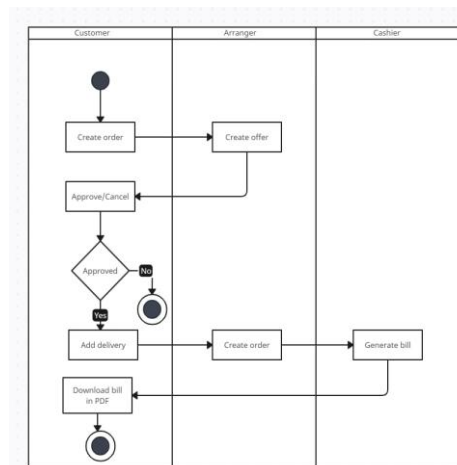 Customer
Arranger
Cashier
Create order
Create offer
Approve/Cancel
Approved
No
Yes
Add delivery
Create order
Generate bill
Download bill
in PDF